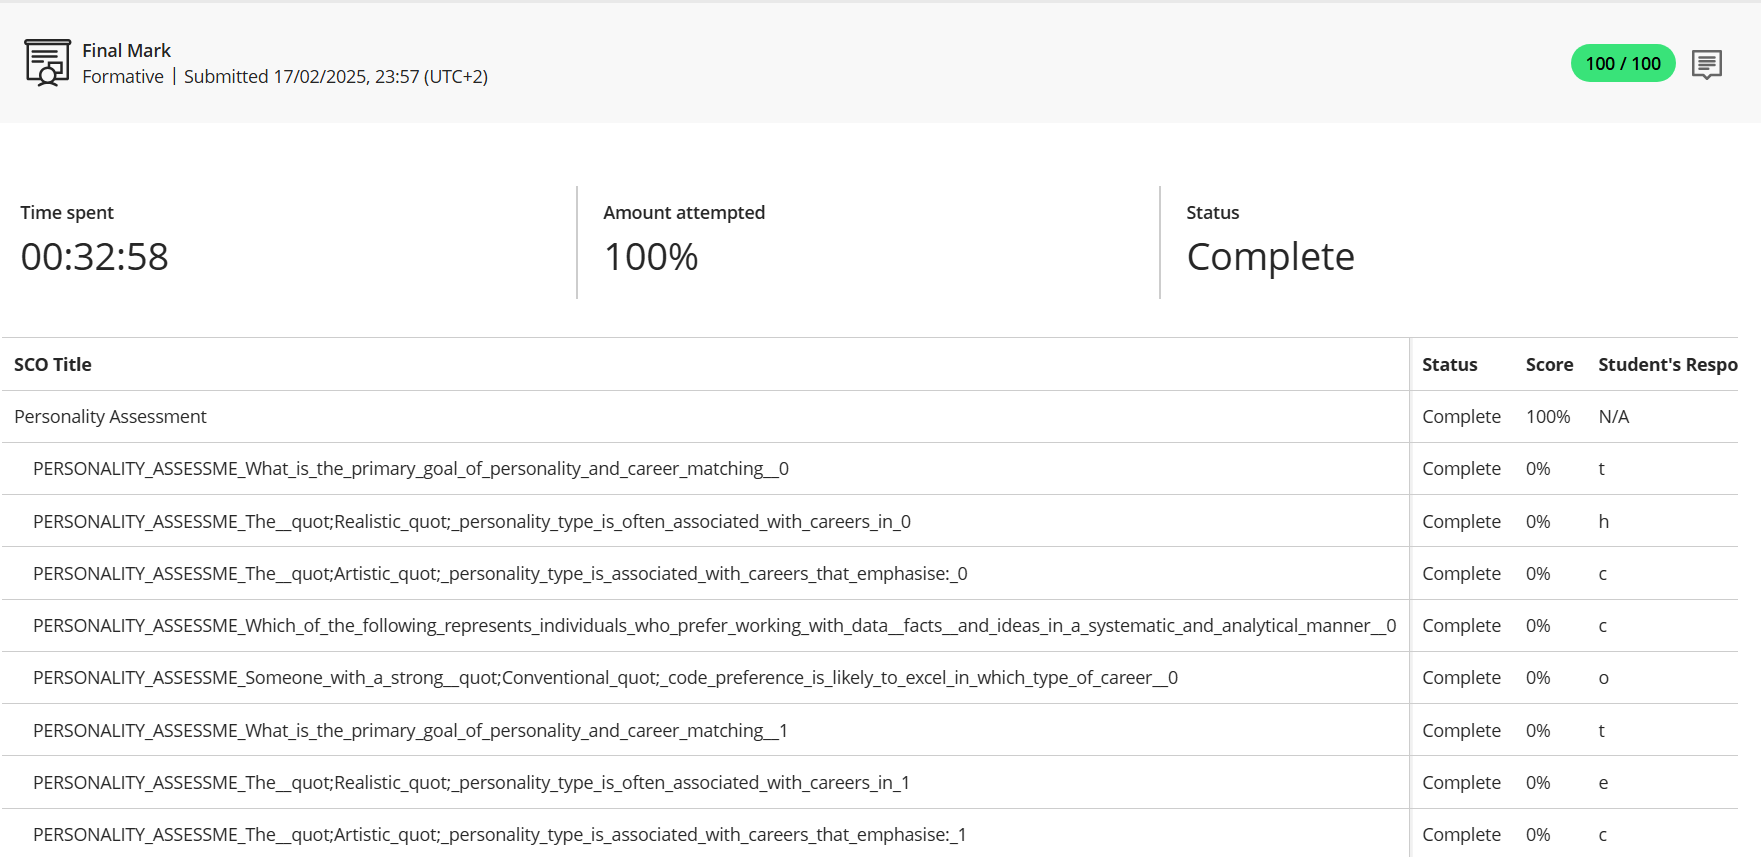 Final Mark
Formative | Submitted 17/02/2025, 23:57 (UTC+2)
100 / 100
Time spent
00:32:58
Amount attempted
100%
Status
Complete
SCO Title Status Score Student's Respo
Personality Assessment Complete 100% N/A
PERSONALITY_ASSESSME_What_is_the_primary_goal_of_personality_and_career_matching__0 Complete 0% t
PERSONALITY_ASSESSME_The__quot;Realistic_quot;_personality_type_is_often_associated_with_careers_in_0 Complete 0% h
PERSONALITY_ASSESSME_The__quot;Artistic_quot;_personality_type_is_associated_with_careers_that_emphasise:_0 Complete 0% c
PERSONALITY_ASSESSME_Which_of_the_following_represents_individuals_who_prefer_working_with_data__facts__and_ideas_in_a_systematic_and_analytical_manner__0 Complete 0% c
PERSONALITY_ASSESSME_Someone_with_a_strong__quot;Conventional_quot;_code_preference_is_likely_to_excel_in_which_type_of_career__0 Complete 0% o
PERSONALITY_ASSESSME_What_is_the_primary_goal_of_personality_and_career_matching__1 Complete 0% t
PERSONALITY_ASSESSME_The__quot;Realistic_quot;_personality_type_is_often_associated_with_careers_in_1 Complete 0% e
PERSONALITY_ASSESSME_The__quot;Artistic_quot;_personality_type_is_associated_with_careers_that_emphasise:_1 Complete 0% c